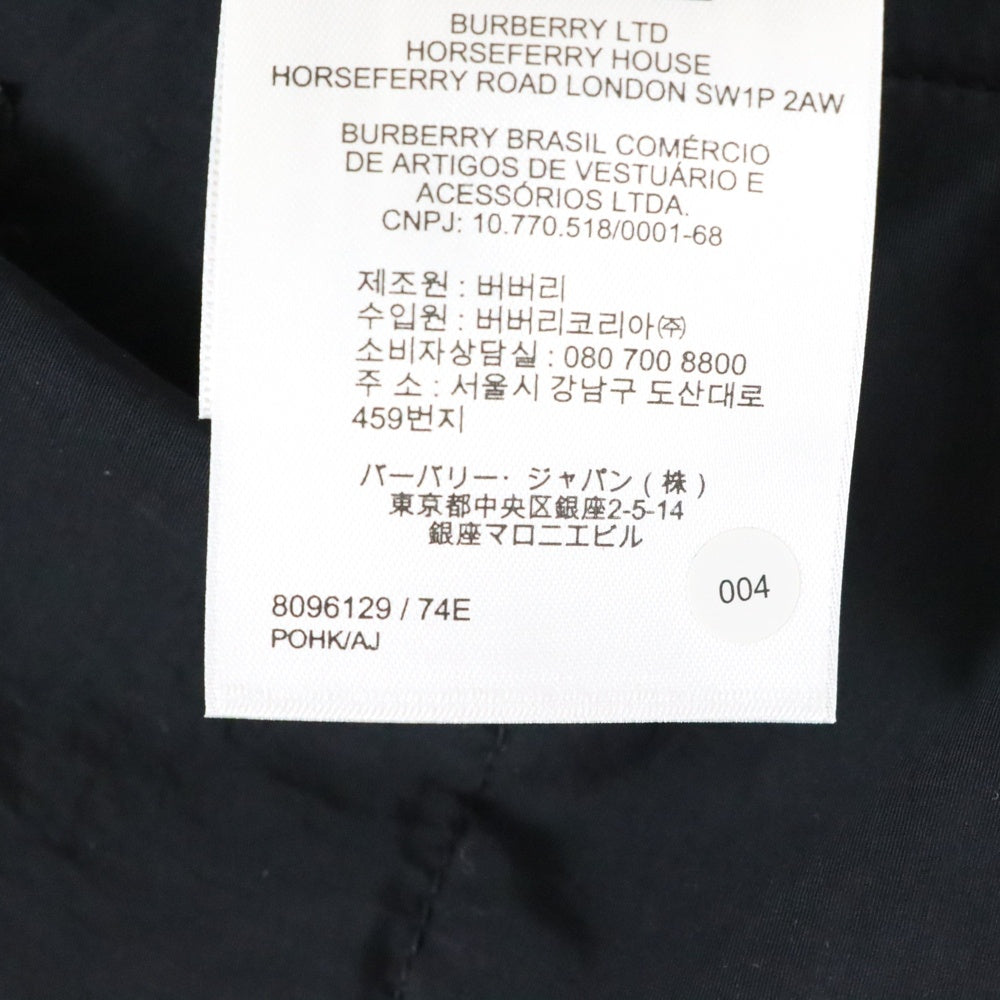 BURBERRY LTD
HORSEFERRY HOUSE
HORSEFERRY ROAD LONDON SW1P 2AW
BURBERRY BRASIL COMÉRCIO
DE ARTIGOS DE VESTUÁRIO E
ACESSÓRIOS LTDA.
CNPJ: 10.770.518/0001-68
제조원 : 버버리
수입원 : 버버리코리아㈜
소비자상담실 : 080 700 8800
주 소 : 서울시 강남구 도산대로
459번지
バーバリー・ジャパン ( 株 )
東京都中央区銀座2-5-14
銀座マロニエビル
004
8096129 / 74E
POHK/AJ